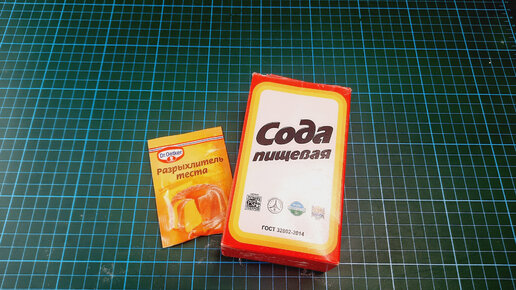 Dr.Oetker
Разрыхлитель
теста
Сода
пищевая
ГОСТ 32802-2014